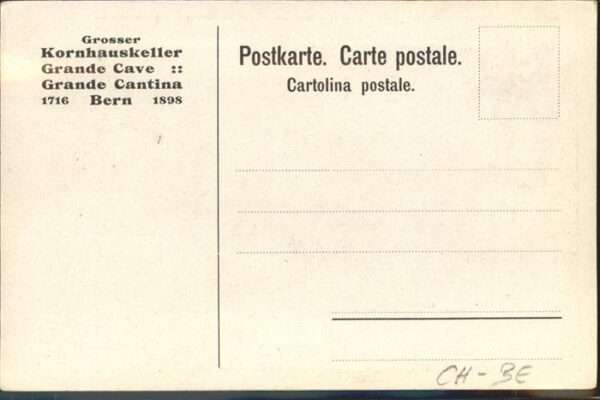 Grosser
Kornhauskeller
Grande Cave ::
Grande Cantina
1716 Bern 1898
Postkarte. Carte postale.
Cartolina postale.
CH - BE